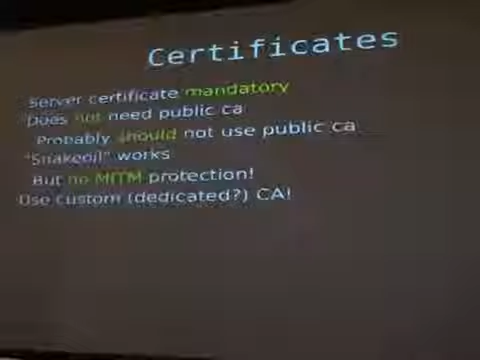 Certificates
Server certificate mandatory
Does not need public ca
Probably should not use public ca
"Snakeoil" works
But no MITM protection!
Use custom (dedicated?) CA!